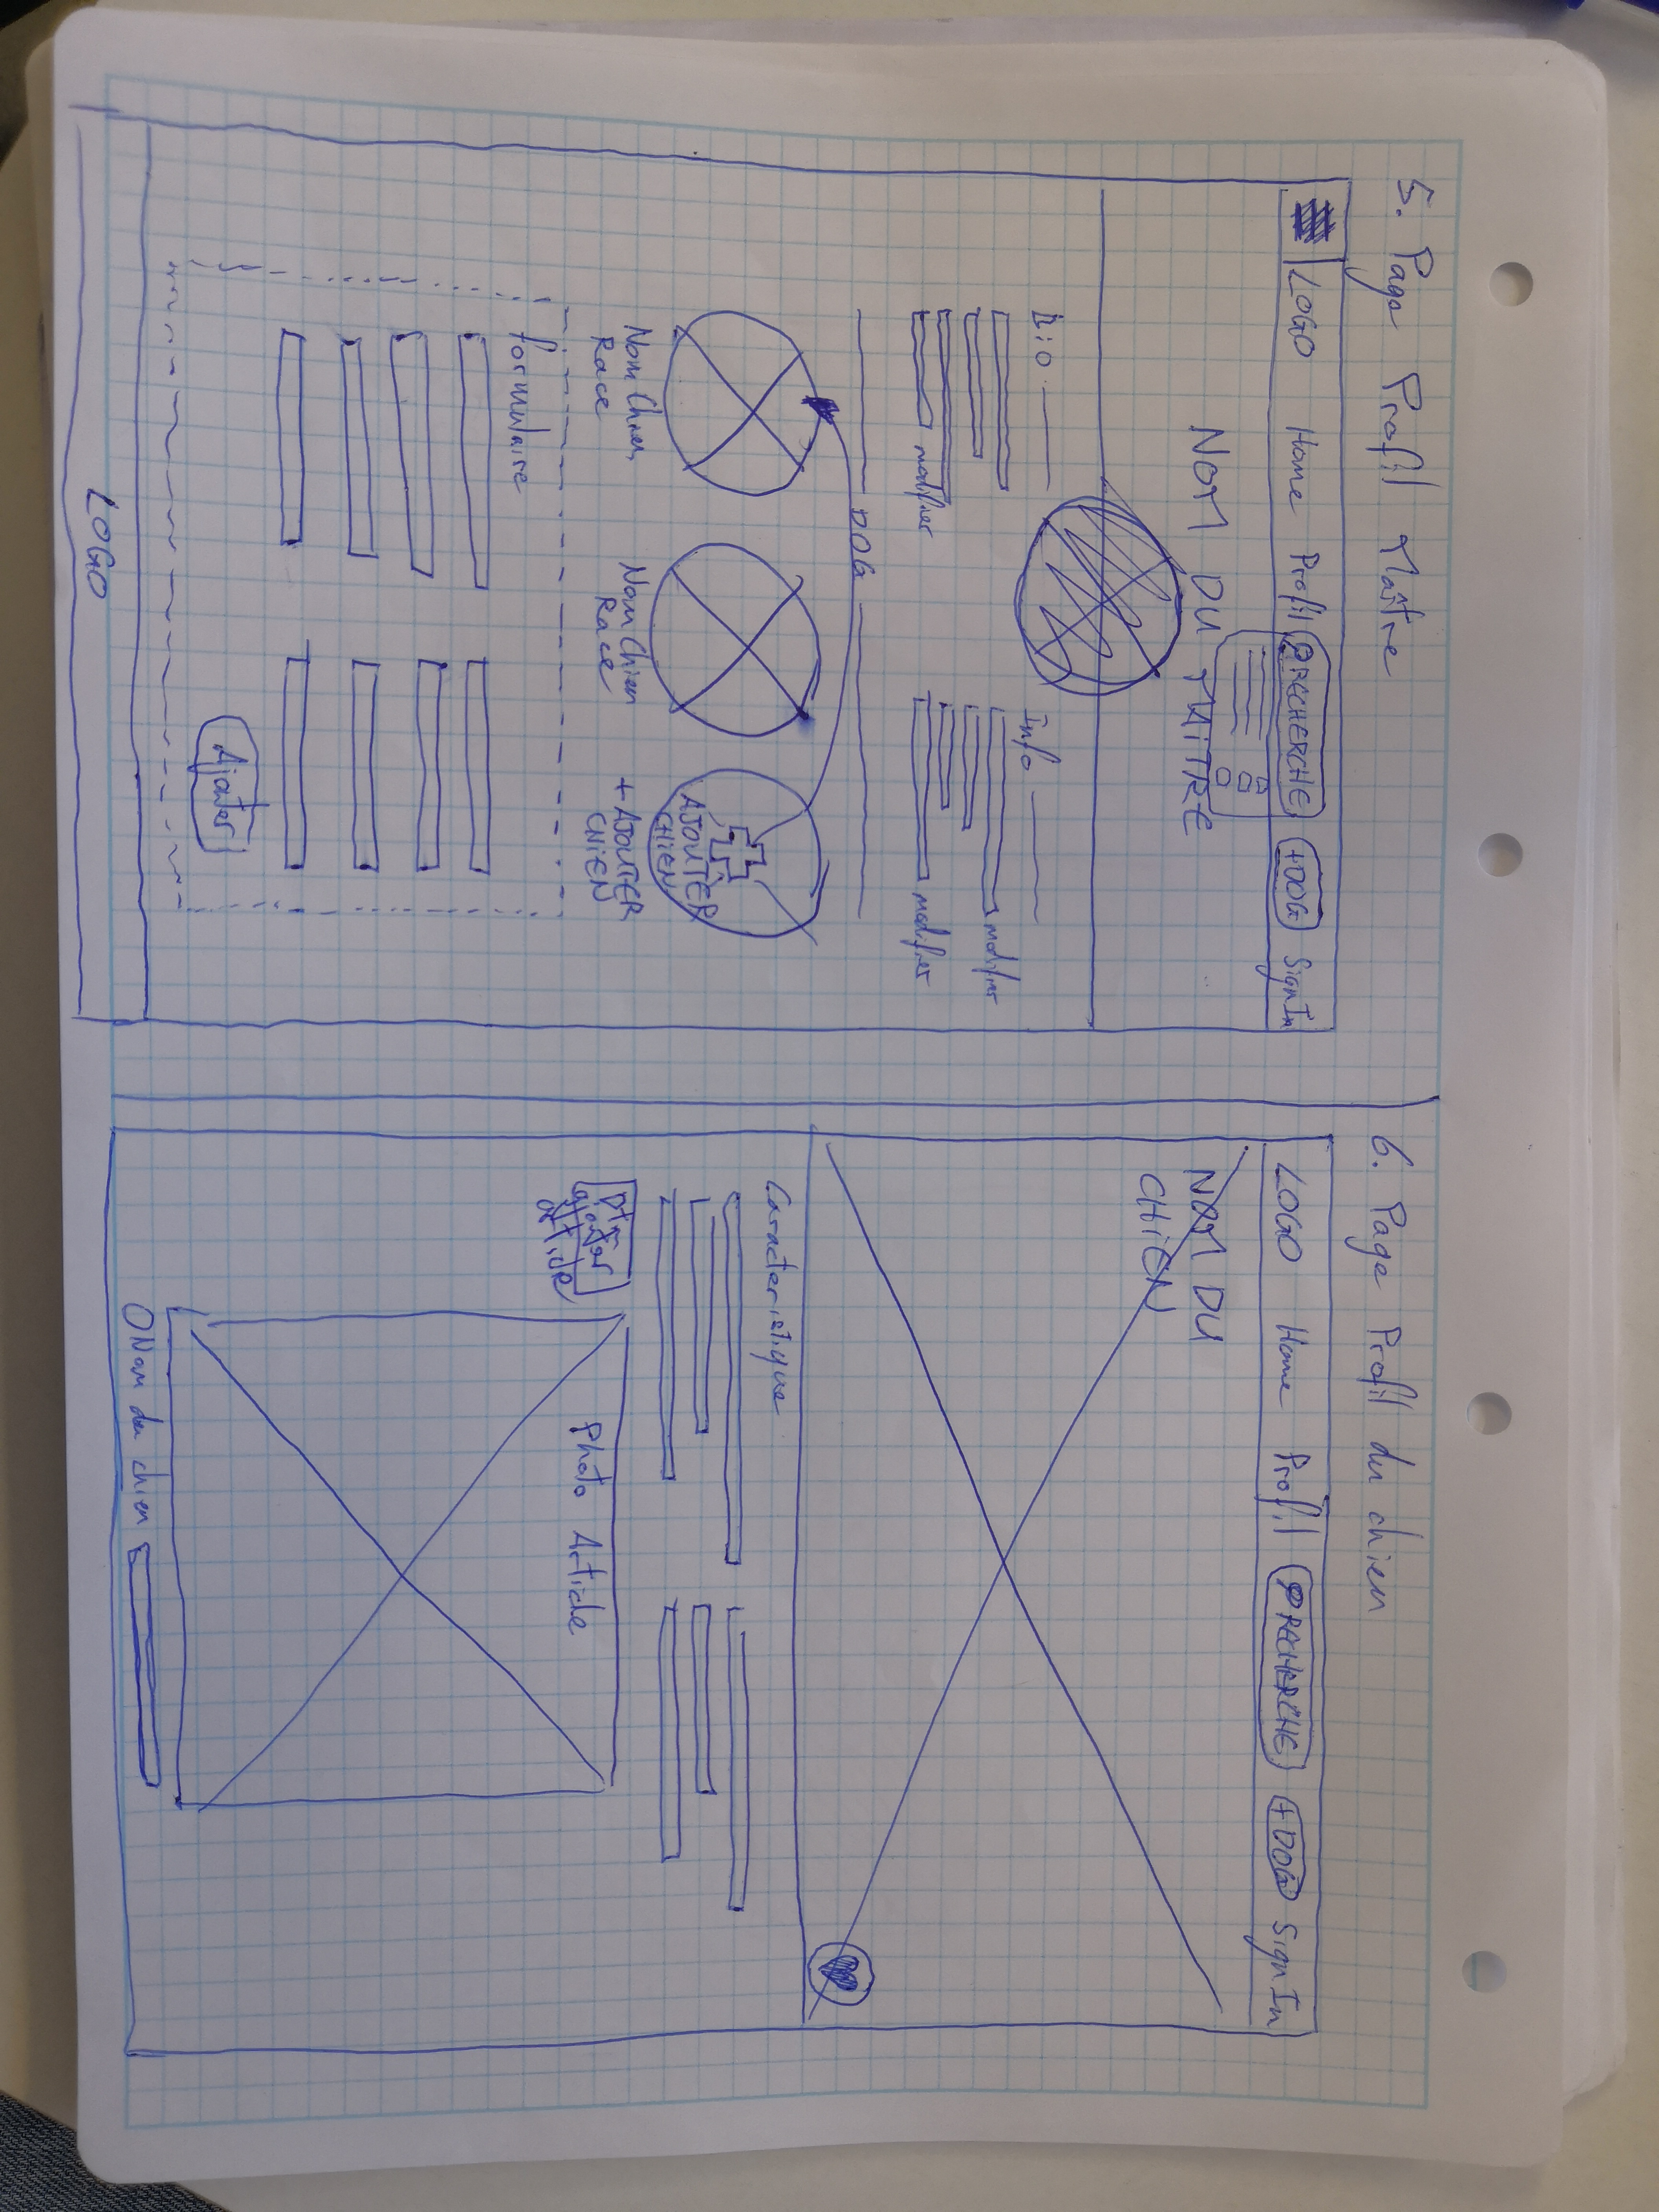 5. Page Profil Maître
LOGO Home Profil RECHERCHE +DOG Sign In
NOM DU MAITRE
Bio
Info
modifier
modifier
modifier
DOG
AJOUTER
CHIEN
Nom Chien
Race
Nom Chien
Race
+ AJOUTER
CHIEN
formulaire
Ajouter
LOGO
6. Page Profil du chien
LOGO Home Profil RECHERCHE +DOG Sign In
NOM DU
CHIEN
Caracteristique
ajouter
article
Photo Article
Nom du chien